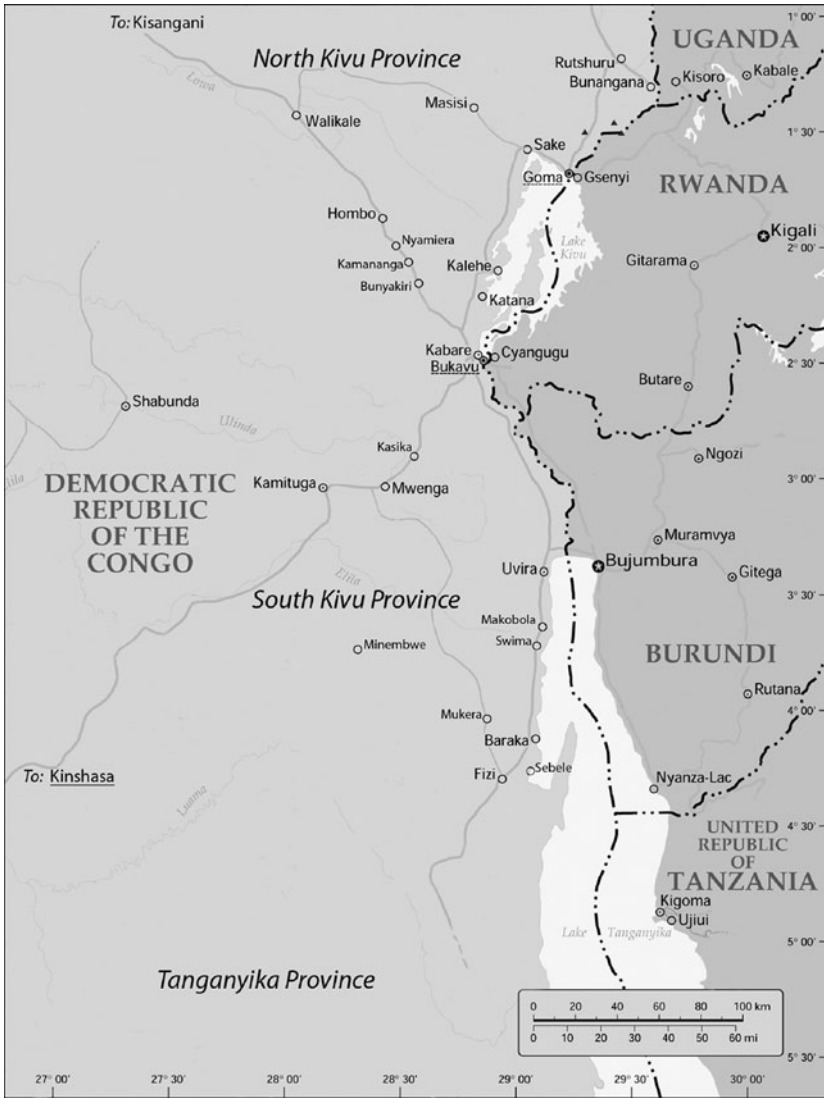 To: Kisangani
North Kivu Province
UGANDA
1° 00'
Rutshuru
Bunangana
Kisoro
Kabale
Lowa
Masisi
Walikale
1° 30'
Sake
Goma
Gsenyi
RWANDA
Hombo
Nyamiera
Kamananga
Bunyakiri
Kalehe
Katana
Lake
Kivu
Kigali
Gitarama
2° 00'
Kabare
Bukavu
Cyangugu
2° 30'
Butare
Shabunda
Ulinda
Kasika
Ngozi
DEMOCRATIC
REPUBLIC
OF THE
CONGO
lila
Kamituga
Mwenga
3° 00'
Muramvya
Uvira
Bujumbura
Gitega
Elila
South Kivu Province
3° 30'
Makobola
Swima
Minembwe
BURUNDI
Rutana
Mukera
4° 00'
Baraka
To: Kinshasa
Fizi
Sebele
Nyanza-Lac
Luama
4° 30'
UNITED
REPUBLIC
OF
TANZANIA
Kigoma
Ujiui
Lake Tanganyika
5° 00'
Tanganyika Province
0 20 40 60 80 100 km
0 10 20 30 40 50 60 mi
5° 30'
27° 00' 27° 30' 28° 00' 28° 30' 29° 00' 29° 30' 30° 00'